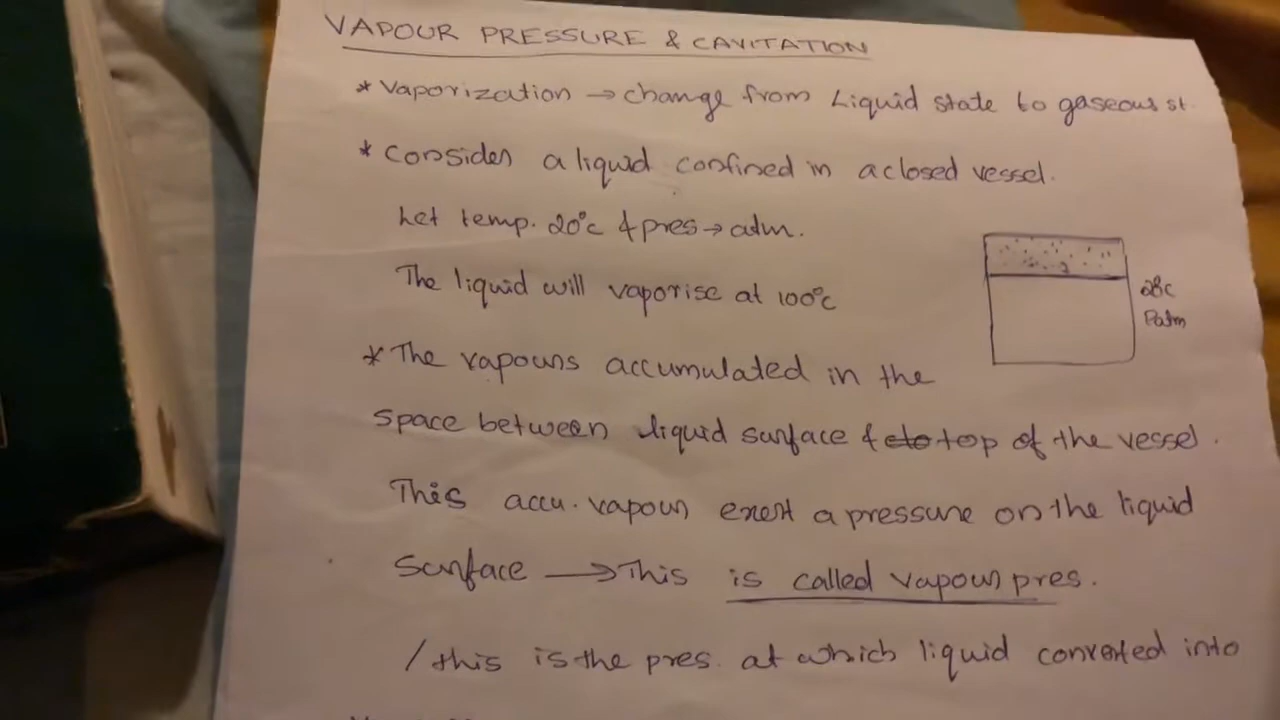 VAPOUR PRESSURE & CAVITATION
* Vaporization → change from Liquid state to gaseous st.
* Consider a liquid confined in a closed vessel.
Let temp. 20°c & pres → atm.
The liquid will vaporise at 100°c
20°c
Patm
* The vapours accumulated in the
space between liquid surface & top of the vessel.
This accu. vapour exert a pressure on the liquid
surface → This is called vapour pres.
/ this is the pres. at which liquid converted into